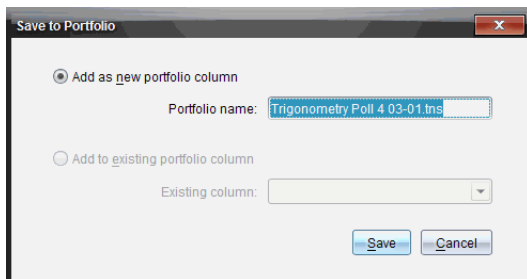 Save to Portfolio
Add as new portfolio column
Portfolio name: Trigonometry Poll 4 03-01.tns
Add to existing portfolio column
Existing column:
Save Cancel